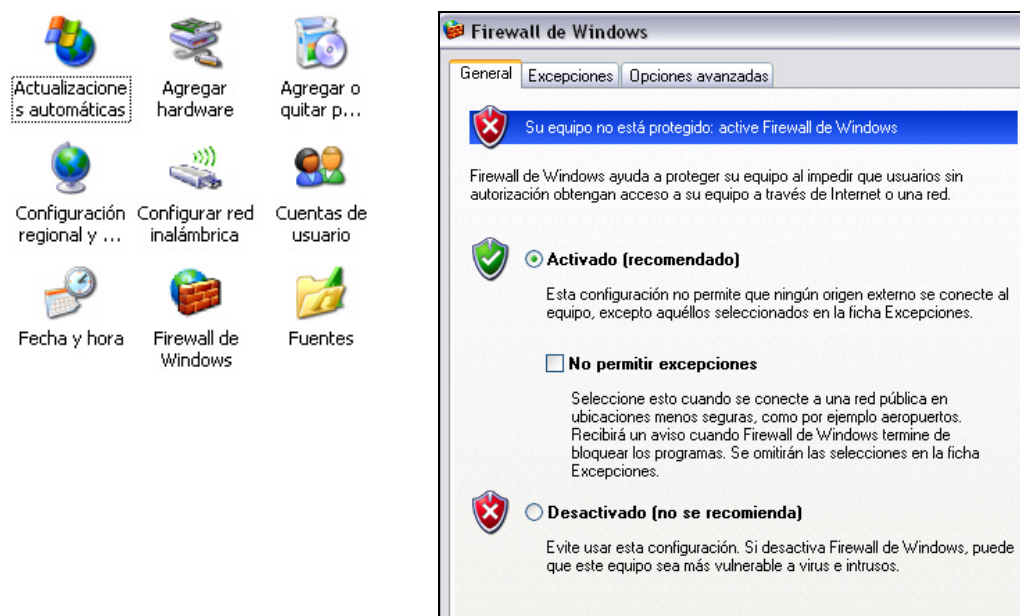 Actualizacione
s automáticas
Agregar
hardware
Agregar o
quitar p...
Configuración
regional y ...
Configurar red
inalámbrica
Cuentas de
usuario
Fecha y hora
Firewall de
Windows
Fuentes
Firewall de Windows
General
Excepciones
Opciones avanzadas
Su equipo no está protegido: active Firewall de Windows
Firewall de Windows ayuda a proteger su equipo al impedir que usuarios sin
autorización obtengan acceso a su equipo a través de Internet o una red.
Activado (recomendado)
Esta configuración no permite que ningún origen externo se conecte al
equipo, excepto aquéllos seleccionados en la ficha Excepciones.
No permitir excepciones
Seleccione esto cuando se conecte a una red pública en
ubicaciones menos seguras, como por ejemplo aeropuertos.
Recibirá un aviso cuando Firewall de Windows termine de
bloquear los programas. Se omitirán las selecciones en la ficha
Excepciones.
Desactivado (no se recomienda)
Evite usar esta configuración. Si desactiva Firewall de Windows, puede
que este equipo sea más vulnerable a virus e intrusos.